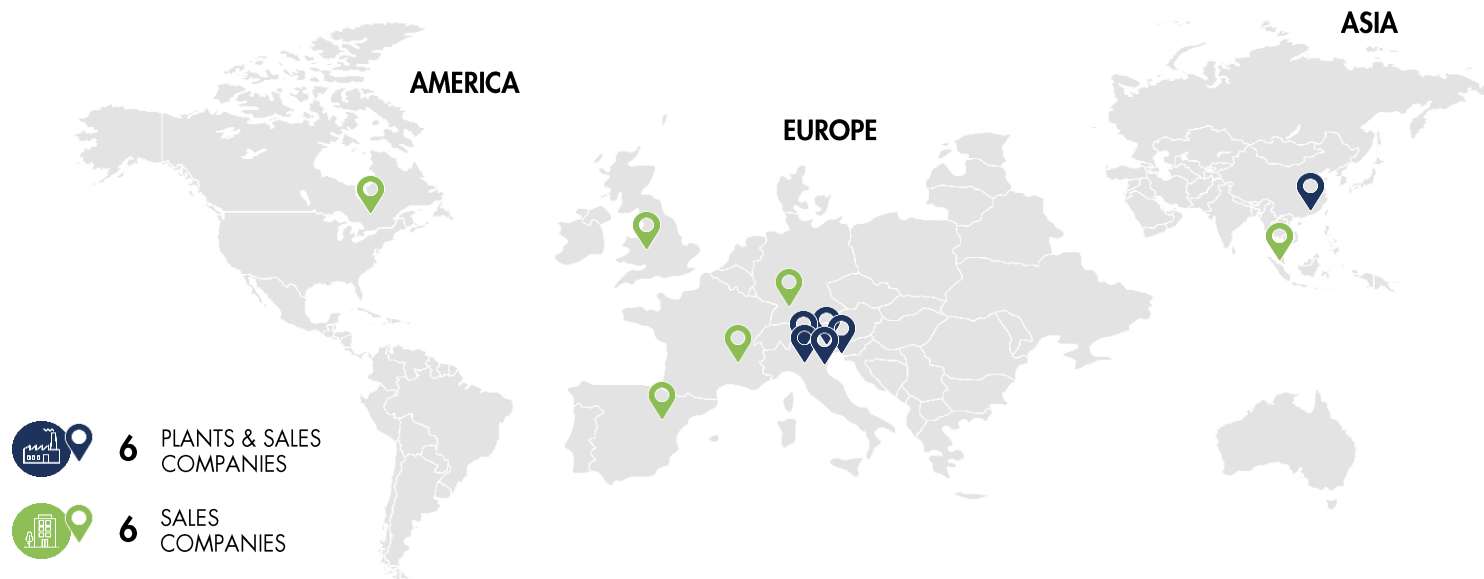 ASIA
AMERICA
EUROPE
6 PLANTS & SALES
COMPANIES
6 SALES
COMPANIES